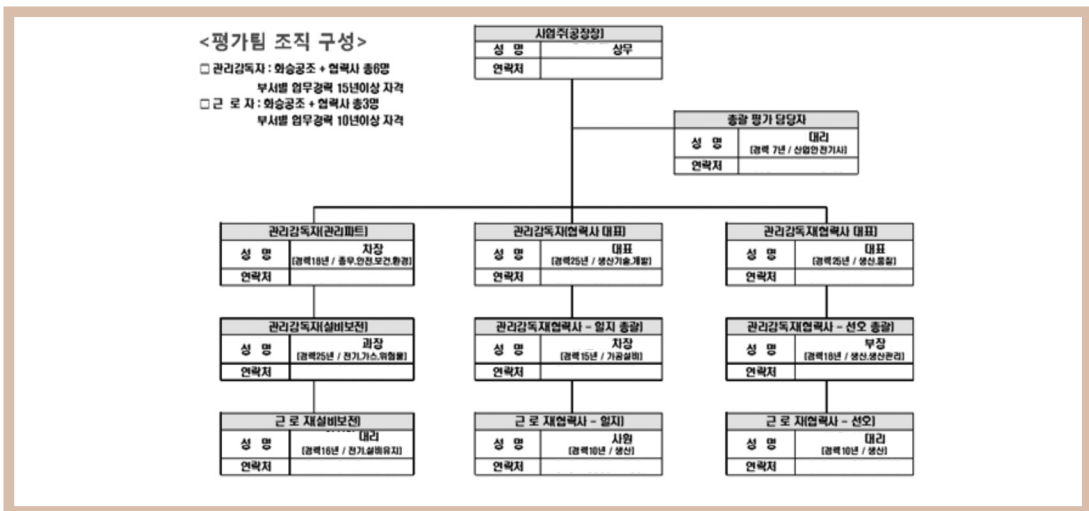 <평가팀 조직 구성>
□ 관리감독자 : 화승공조 + 협력사 총6명
부서별 업무경력 15년이상 자격
□ 근 로 자 : 화승공조 + 협력사 총3명
부서별 업무경력 10년이상 자격
사업주(공장장)
성 명 상무
연락처
총괄 평가 담당자
성 명 대리
(경력 7년 / 산업안전기사)
연락처
관리감독자(관리파트)
성 명 차장
(경력18년 / 총무,안전,보건,환경)
연락처
관리감독자(협력사 대표)
성 명 대표
(경력25년 / 생산기술,개발)
연락처
관리감독자(협력사 대표)
성 명 대표
(경력25년 / 생산,품질)
연락처
관리감독자(설비보전)
성 명 과장
(경력25년 / 전기,가스,위험물)
연락처
관리감독자(협력사 - 일지 총괄)
성 명 차장
(경력15년 / 가공설비)
연락처
관리감독자(협력사 - 선오 총괄)
성 명 부장
(경력18년 / 생산,생산관리)
연락처
근 로 자(설비보전)
성 명 대리
(경력16년 / 전기,설비유지)
연락처
근 로 자(협력사 - 일지)
성 명 사원
(경력10년 / 생산)
연락처
근 로 자(협력사 - 선오)
성 명 대리
(경력10년 / 생산)
연락처